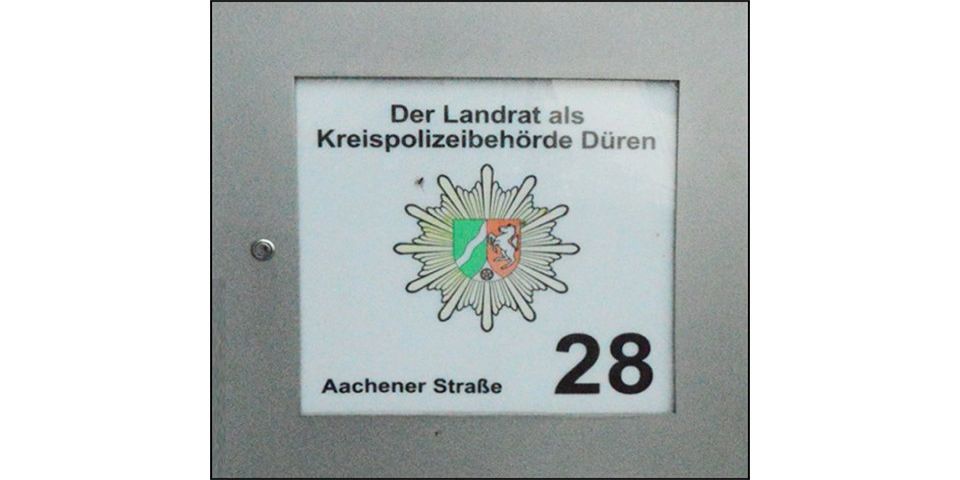 Der Landrat als
Kreispolizeibehörde Düren
Aachener Straße 28